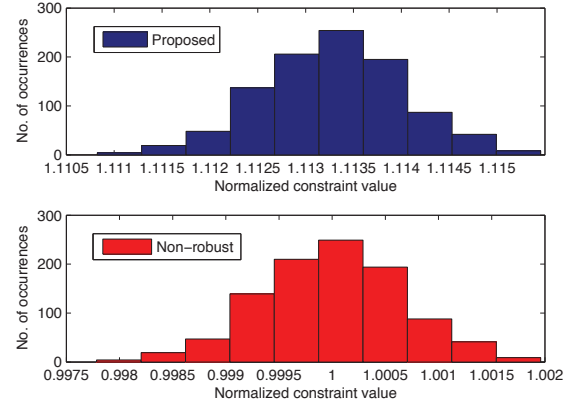 300
200
100
0
No. of occurrences
Proposed
1.1105 1.111 1.1115 1.112 1.1125 1.113 1.1135 1.114 1.1145 1.115
Normalized constraint value
300
200
100
0
No. of occurrences
Non−robust
0.9975 0.998 0.9985 0.999 0.9995 1 1.0005 1.001 1.0015 1.002
Normalized constraint value